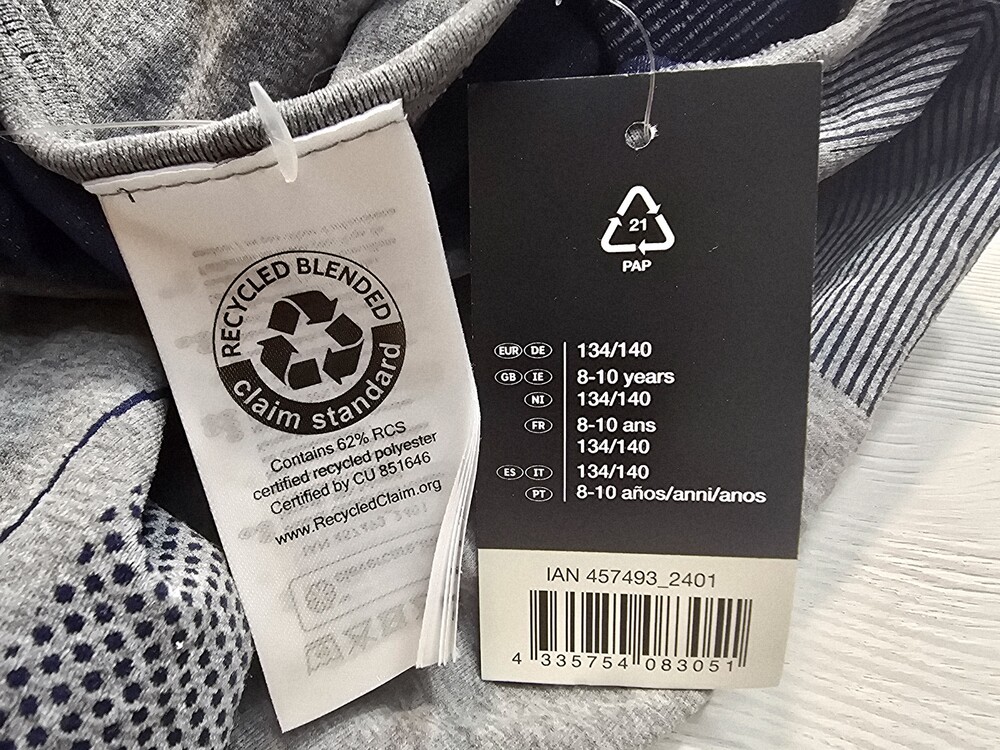 RECYCLED BLENDED
claim standard
Contains 62% RCS
certified recycled polyester
Certified by CU 851646
www.RecycledClaim.org
21
PAP
EUR DE 134/140
GB IE 8-10 years
NI 134/140
FR 8-10 ans
134/140
ES IT 134/140
PT 8-10 años/anni/anos
IAN 457493_2401
4 335754 083051